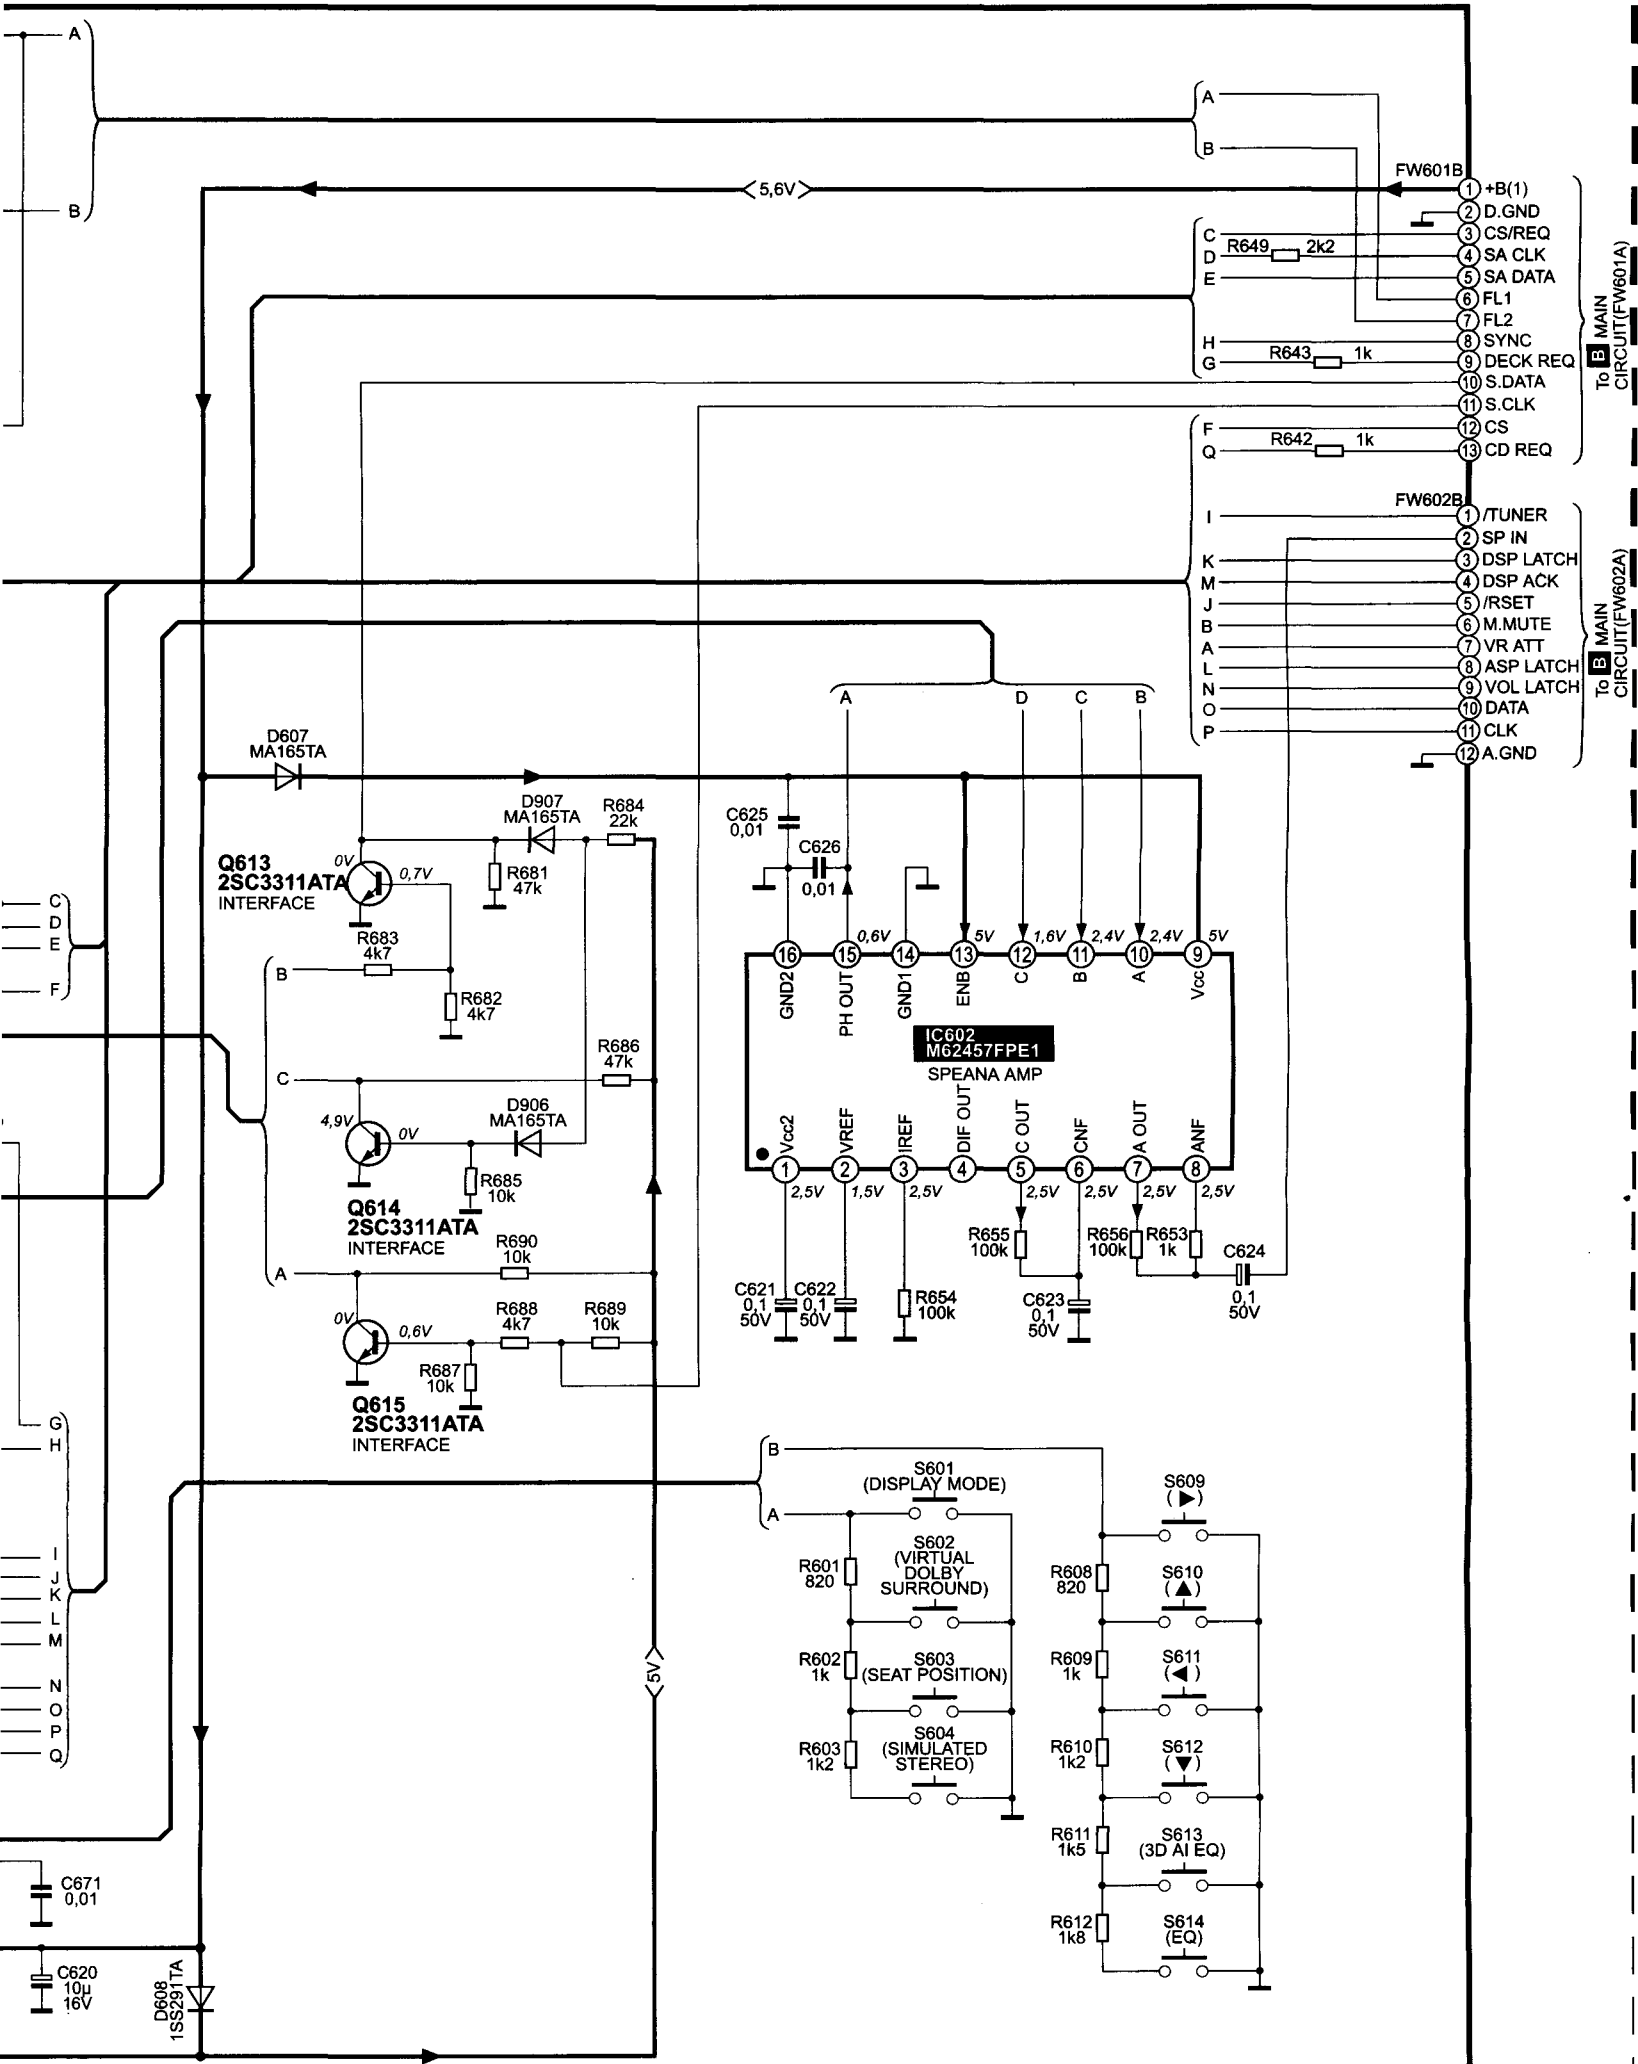 A
B
A
B
5,6V
FW601B
1 +B(1)
2 D.GND
3 CS/REQ
4 SA CLK
5 SA DATA
6 FL1
7 FL2
8 SYNC
9 DECK REQ
10 S.DATA
11 S.CLK
12 CS
13 CD REQ
To B MAIN
CIRCUIT(FW601A)
C
D R649 2k2
E
H
G R643 1k
F
Q R642 1k
FW602B
1 /TUNER
2 SP IN
3 DSP LATCH
4 DSP ACK
5 /RSET
6 M.MUTE
7 VR ATT
8 ASP LATCH
9 VOL LATCH
10 DATA
11 CLK
12 A.GND
To B MAIN
CIRCUIT(FW602A)
I
K
M
J
B
A
L
N
O
P
A D C B
D607
MA165TA
D907
MA165TA
R684
22k
C625
0,01
C626
0,01
Q613
2SC3311ATA
INTERFACE
0V
0,7V
R681
47k
C
D
E
F
R683
4k7
B
R682
4k7
R686
47k
C
D906
MA165TA
4,9V
0V
R685
10k
Q614
2SC3311ATA
INTERFACE
R690
10k
A
R688
4k7
R689
10k
0V
0,6V
R687
10k
Q615
2SC3311ATA
INTERFACE
0,6V 5V 1,6V 2,4V 2,4V 5V
16 15 14 13 12 11 10 9
GND2
PH OUT
GND1
ENB
C
B
A
Vcc
IC602
M62457FPE1
SPEANA AMP
Vcc2
VREF
IREF
DIF OUT
C OUT
CNF
A OUT
ANF
1 2 3 4 5 6 7 8
2,5V 1,5V 2,5V 2,5V 2,5V 2,5V 2,5V
R655
100k
R656
100k
R653
1k
C624
0,1
50V
C621
0,1
50V
C622
0,1
50V
R654
100k
C623
0,1
50V
G
H
I
J
K
L
M
N
O
P
Q
B
A
S601
(DISPLAY MODE)
R601
820
S602
(VIRTUAL
DOLBY
SURROUND)
R602
1k
S603
(SEAT POSITION)
R603
1k2
S604
(SIMULATED
STEREO)
S609
(▶)
R608
820
S610
(▲)
R609
1k
S611
(◀)
R610
1k2
S612
(▼)
R611
1k5
S613
(3D AI EQ)
R612
1k8
S614
(EQ)
5V
C671
0,01
C620
10µ
16V
D608
1SS291TA